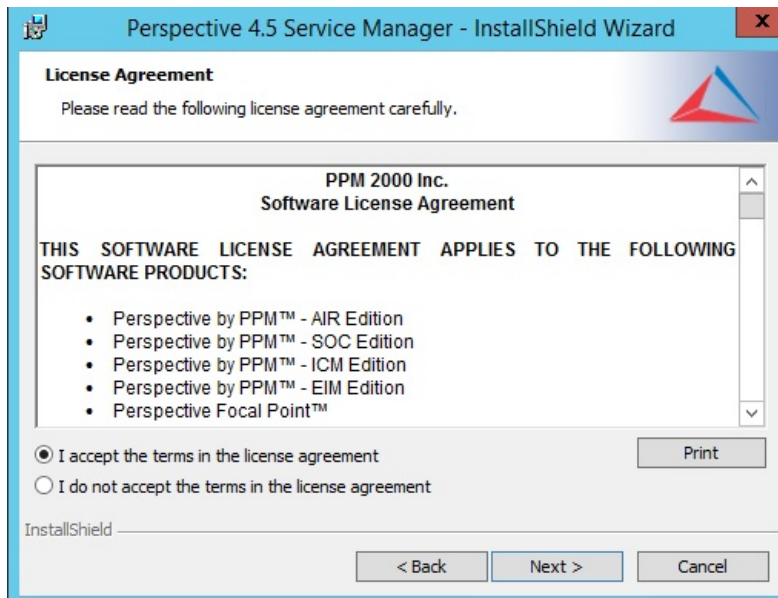 Perspective 4.5 Service Manager - InstallShield Wizard
x
License Agreement
Please read the following license agreement carefully.
PPM 2000 Inc.
Software License Agreement
THIS SOFTWARE LICENSE AGREEMENT APPLIES TO THE FOLLOWING
SOFTWARE PRODUCTS:
• Perspective by PPM™ - AIR Edition
• Perspective by PPM™ - SOC Edition
• Perspective by PPM™ - ICM Edition
• Perspective by PPM™ - EIM Edition
• Perspective Focal Point™
I accept the terms in the license agreement
Print
I do not accept the terms in the license agreement
InstallShield
< Back
Next >
Cancel